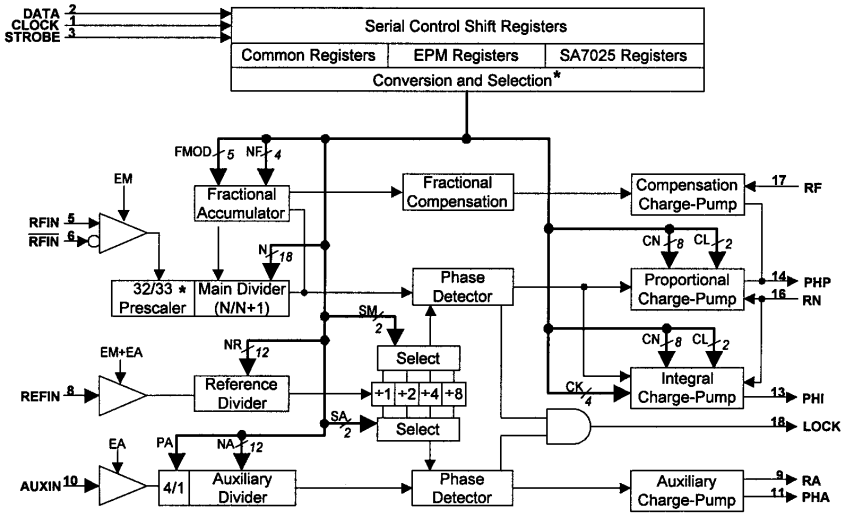 DATA 2
CLOCK 1
STROBE 3
Serial Control Shift Registers
Common Registers EPM Registers SA7025 Registers
Conversion and Selection*
FMOD 5 NF 4
EM
RFIN 5
RFIN 6
Fractional
Accumulator
Fractional
Compensation
Compensation
Charge-Pump
17 RF
N 18
CN 8 CL 2
32/33 *
Prescaler
Main Divider
(N/N+1)
Phase
Detector
Proportional
Charge-Pump
14 PHP
16 RN
SM 2
NR 12
CN 8 CL 2
EM+EA
REFIN 8
Reference
Divider
Select
÷1 ÷2 ÷4 ÷8
Select
CK 4
Integral
Charge-Pump
13 PHI
SA 2
18 LOCK
EA
PA NA 12
AUXIN 10
4/1
Auxiliary
Divider
Phase
Detector
Auxiliary
Charge-Pump
9 RA
11 PHA